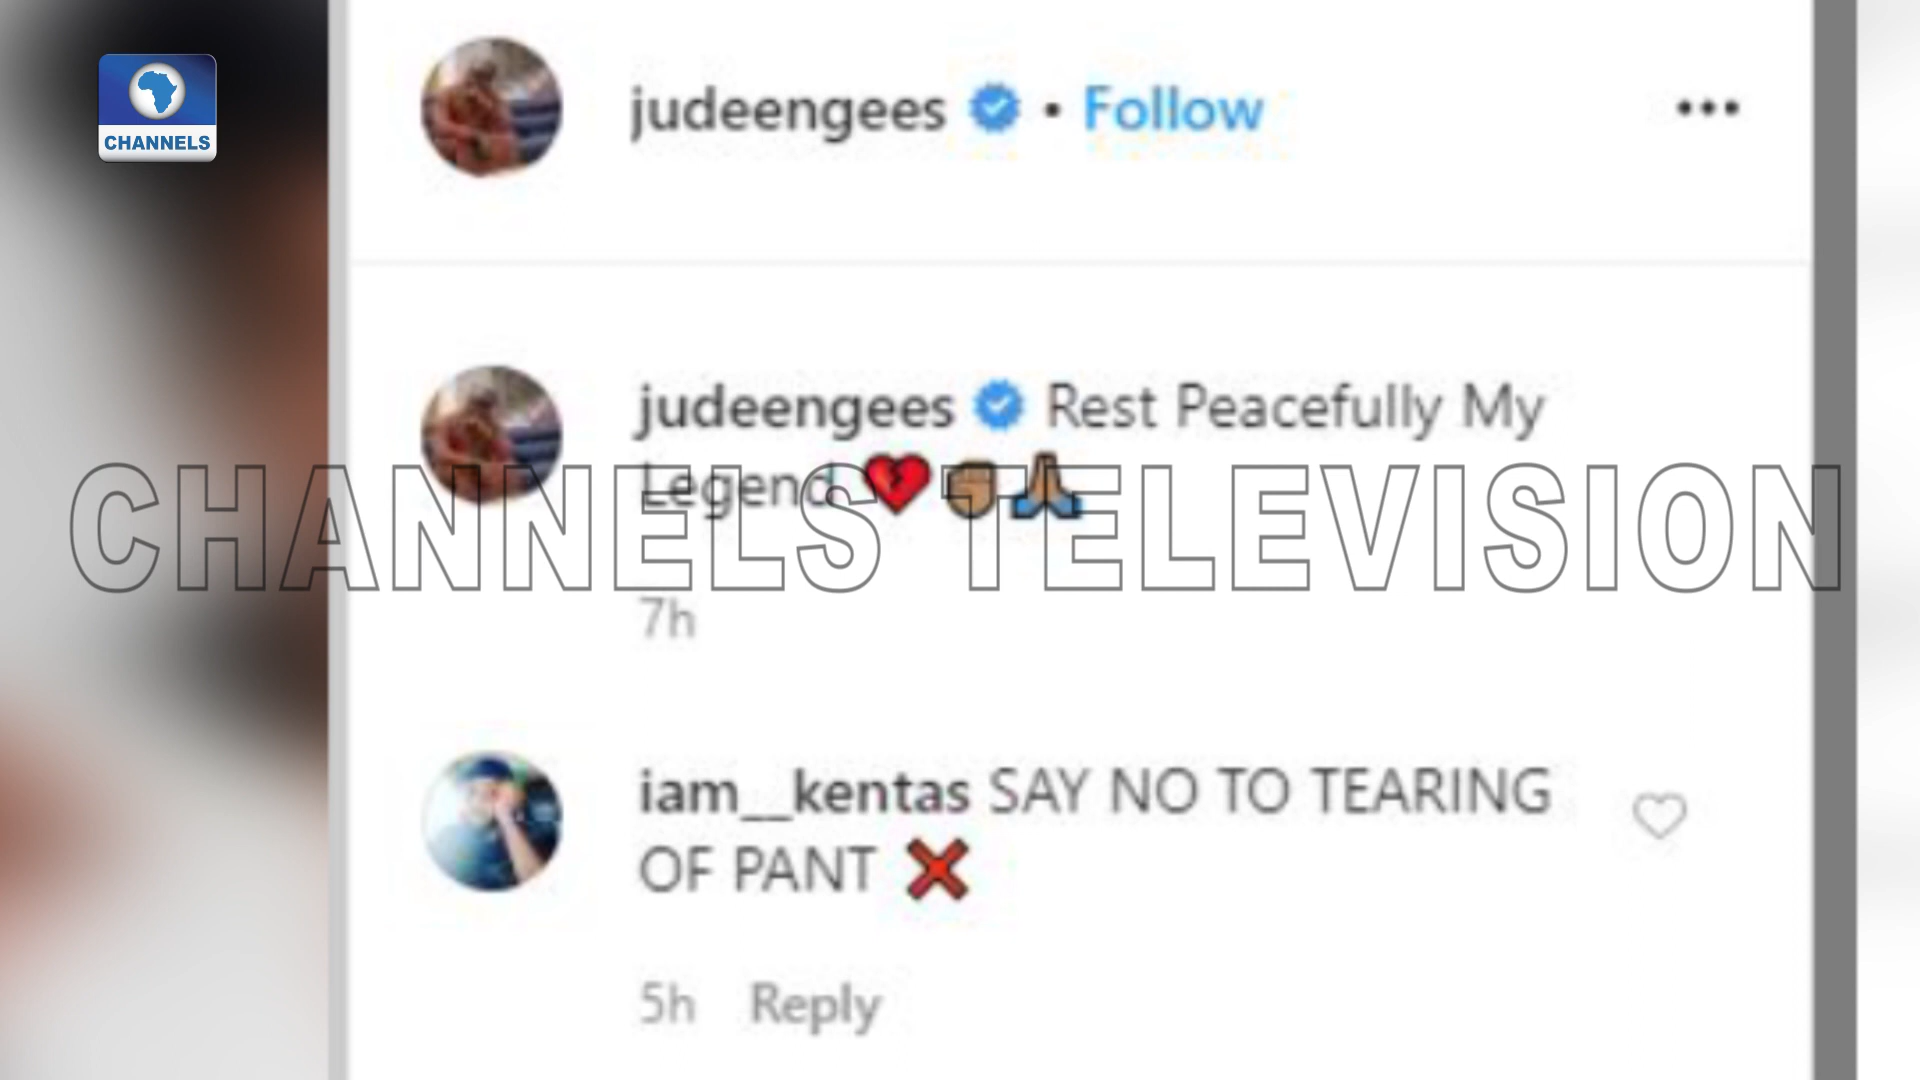 CHANNELS
judeengees • Follow
judeengees Rest Peacefully My
Legend 💔✊🏾🙏🏾
CHANNELS TELEVISION
7h
iam__kentas SAY NO TO TEARING
OF PANT ❌
5h Reply